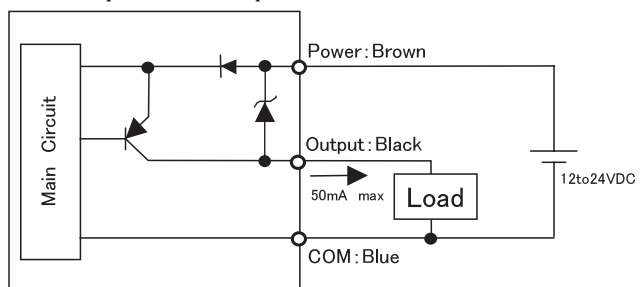 Power:Brown
Main Circuit
Output:Black
50mA max
Load
12to24VDC
COM:Blue